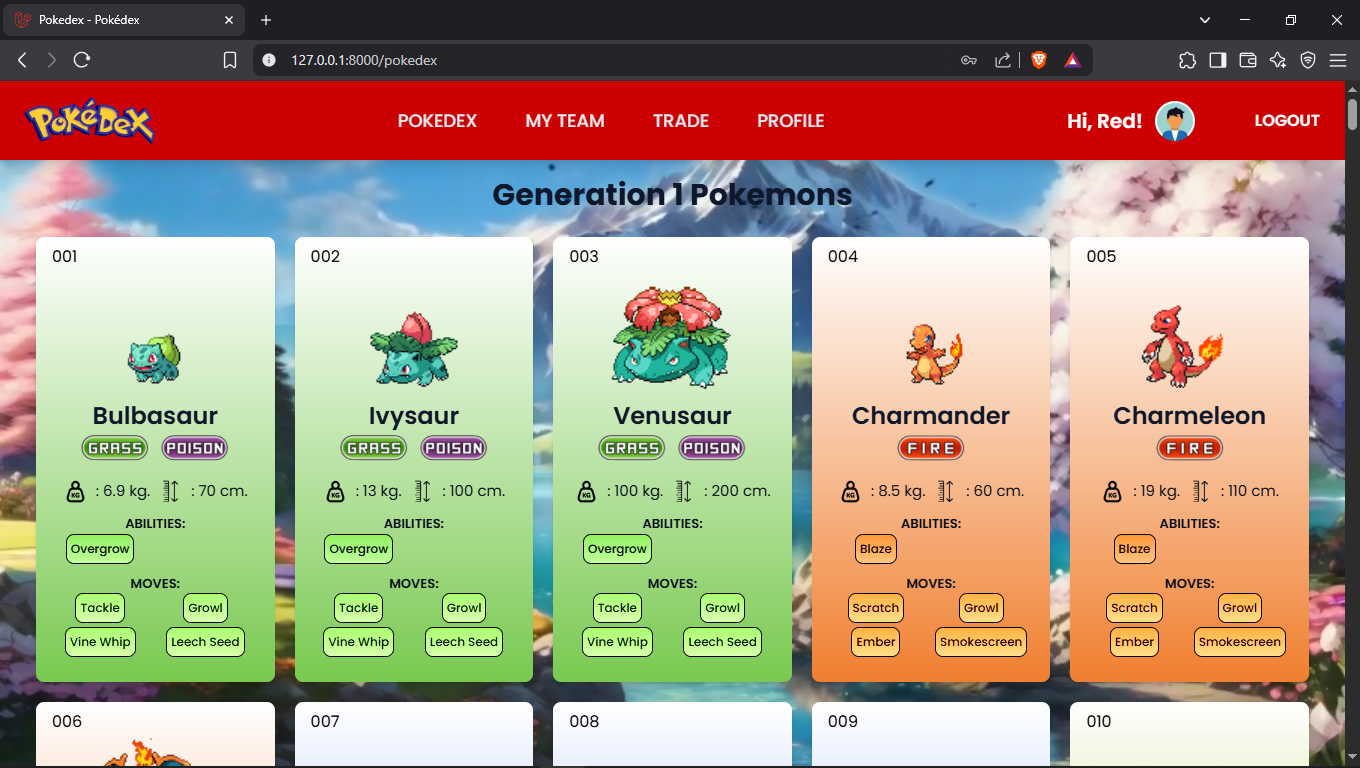 Pokedex - Pokédex
127.0.0.1:8000/pokedex
POKéDEX
POKEDEX MY TEAM TRADE PROFILE
Hi, Red!
LOGOUT
Generation 1 Pokemons
001
Bulbasaur
GRASS POISON
KG : 6.9 kg. : 70 cm.
ABILITIES:
Overgrow
MOVES:
Tackle Growl
Vine Whip Leech Seed
002
Ivysaur
GRASS POISON
KG : 13 kg. : 100 cm.
ABILITIES:
Overgrow
MOVES:
Tackle Growl
Vine Whip Leech Seed
003
Venusaur
GRASS POISON
KG : 100 kg. : 200 cm.
ABILITIES:
Overgrow
MOVES:
Tackle Growl
Vine Whip Leech Seed
004
Charmander
FIRE
KG : 8.5 kg. : 60 cm.
ABILITIES:
Blaze
MOVES:
Scratch Growl
Ember Smokescreen
005
Charmeleon
FIRE
KG : 19 kg. : 110 cm.
ABILITIES:
Blaze
MOVES:
Scratch Growl
Ember Smokescreen
006
007
008
009
010